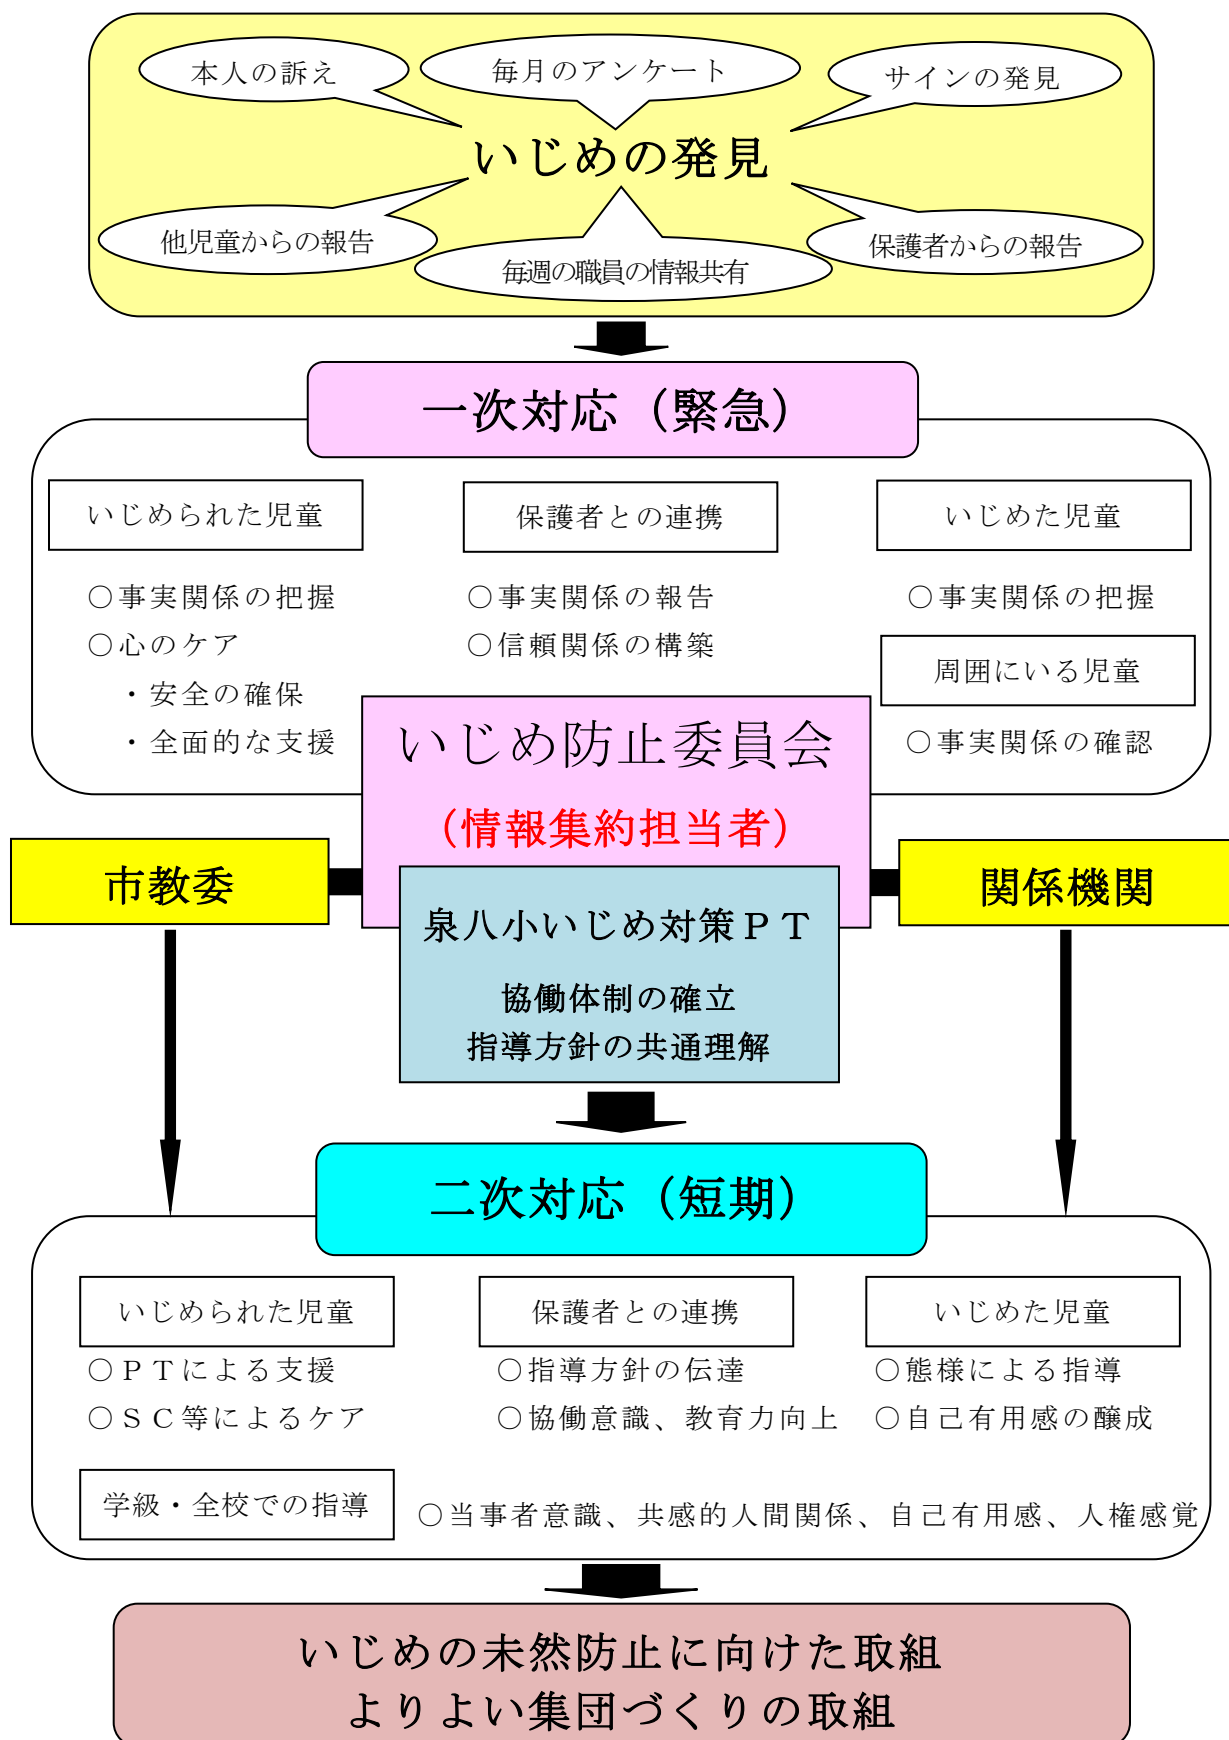 本人の訴え
毎月のアンケート
サインの発見
いじめの発見
他児童からの報告
毎週の職員の情報共有
保護者からの報告
一次対応（緊急）
いじめられた児童
保護者との連携
いじめた児童
〇事実関係の把握
〇事実関係の報告
〇事実関係の把握
〇心のケア
〇信頼関係の構築
周囲にいる児童
・安全の確保
・全面的な支援
〇事実関係の確認
いじめ防止委員会
（情報集約担当者）
市教委
関係機関
泉八小いじめ対策ＰＴ
協働体制の確立
指導方針の共通理解
二次対応（短期）
いじめられた児童
保護者との連携
いじめた児童
〇ＰＴによる支援
〇指導方針の伝達
〇態様による指導
〇ＳＣ等によるケア
〇協働意識、教育力向上
〇自己有用感の醸成
学級・全校での指導
〇当事者意識、共感的人間関係、自己有用感、人権感覚
いじめの未然防止に向けた取組
よりよい集団づくりの取組